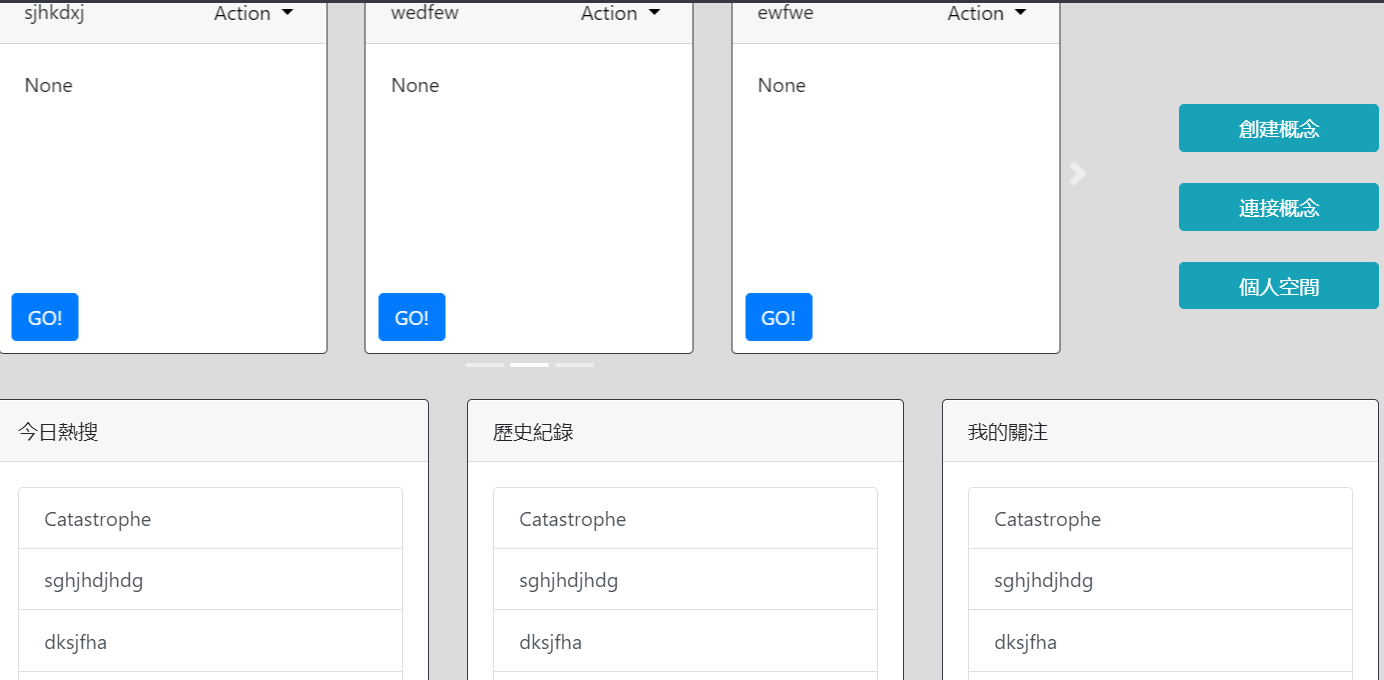 sjhkdxj Action
wedfew Action
ewfwe Action
None
None
None
創建概念
連接概念
個人空間
GO!
GO!
GO!
今日熱搜
Catastrophe
sghjhdjhdg
dksjfha
歷史紀錄
Catastrophe
sghjhdjhdg
dksjfha
我的關注
Catastrophe
sghjhdjhdg
dksjfha